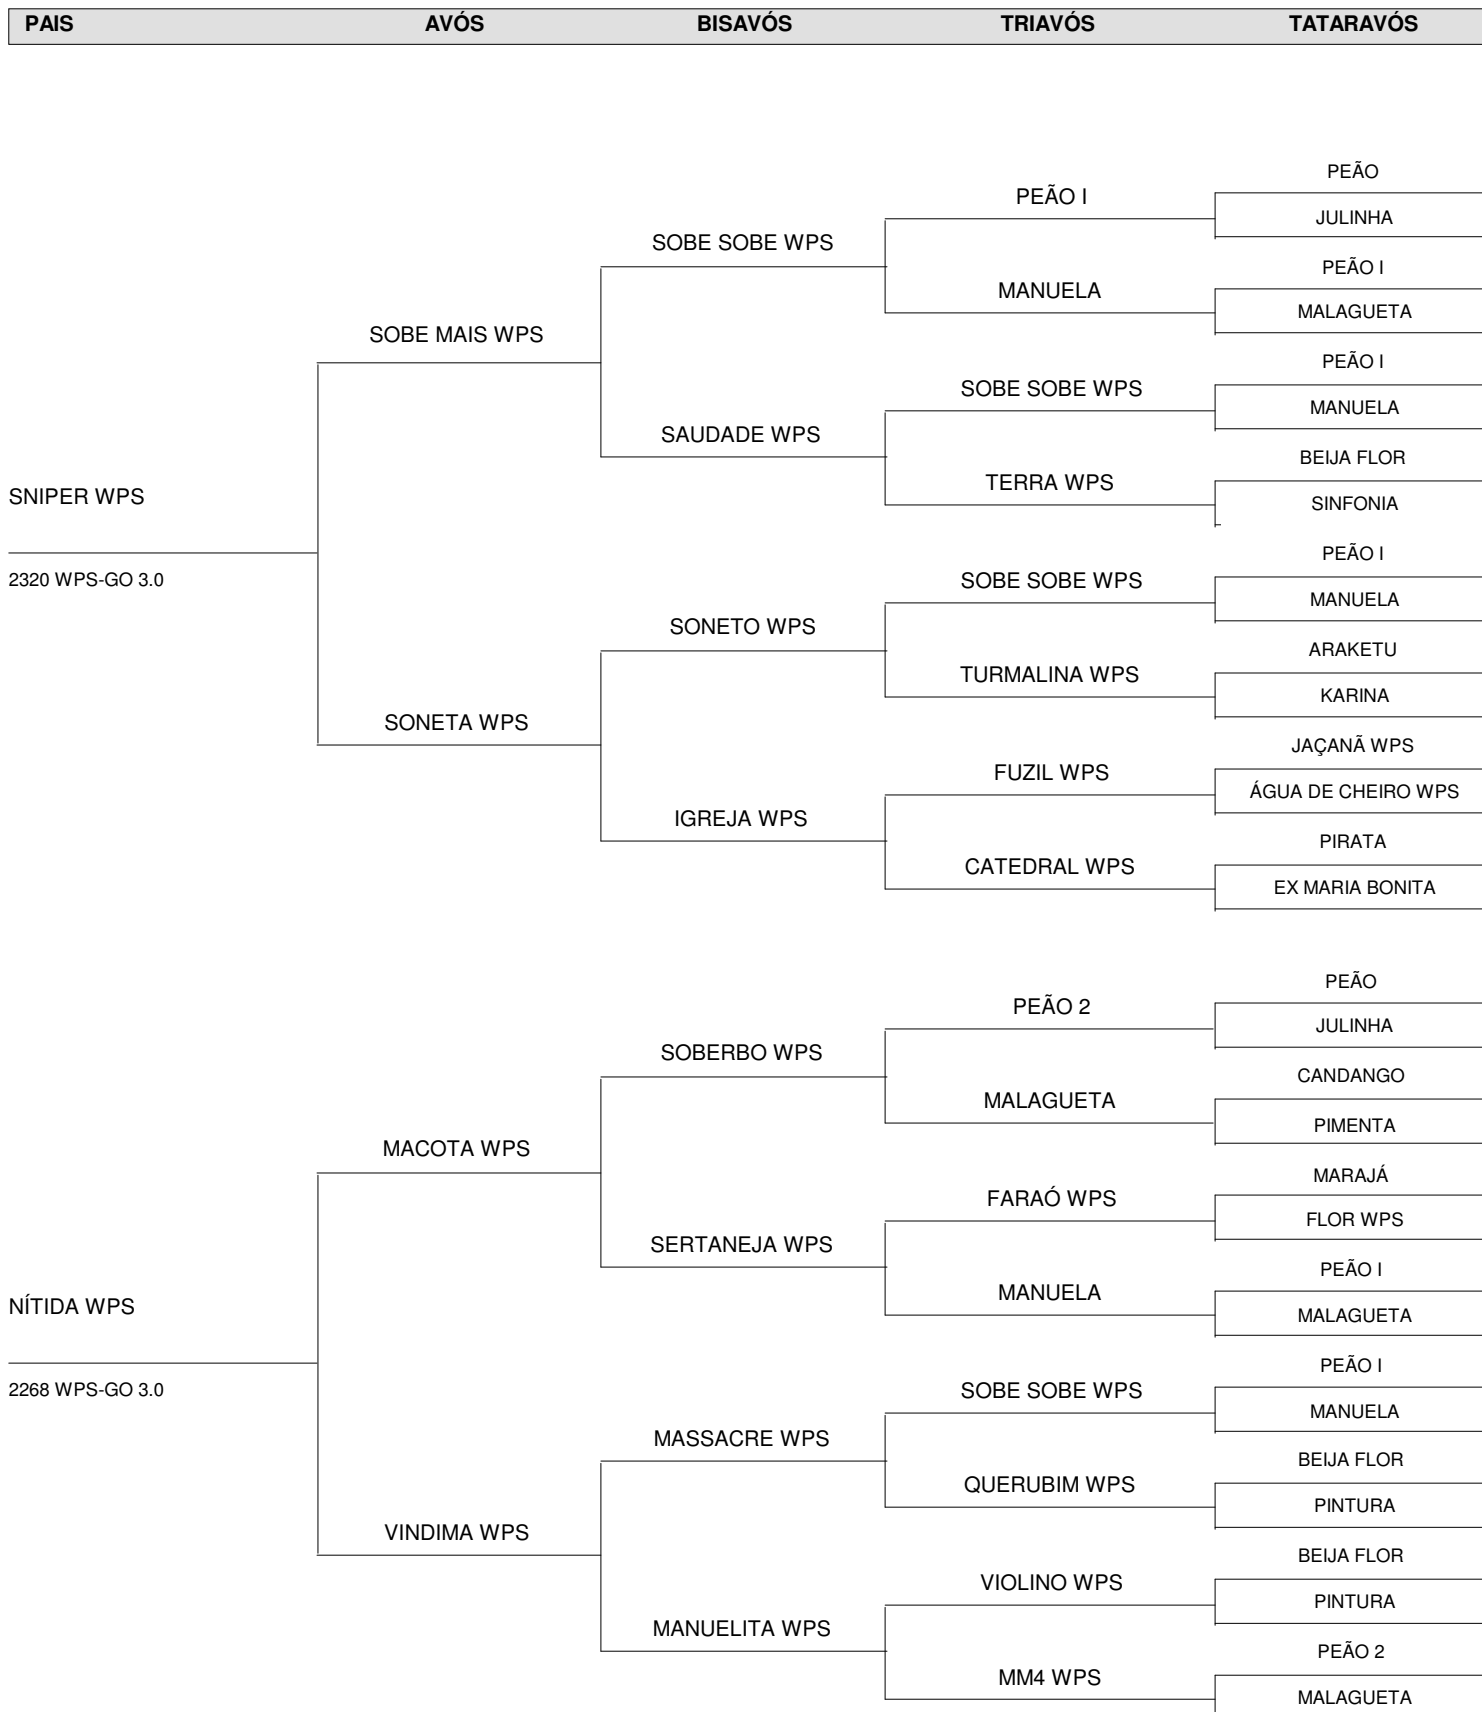 PAIS AVÓS BISAVÓS TRIAVÓS TATARAVÓS
PEÃO
PEÃO I
JULINHA
SOBE SOBE WPS
PEÃO I
MANUELA
MALAGUETA
SOBE MAIS WPS
PEÃO I
SOBE SOBE WPS
MANUELA
SAUDADE WPS
BEIJA FLOR
TERRA WPS
SNIPER WPS
SINFONIA
PEÃO I
2320 WPS-GO 3.0
SOBE SOBE WPS
MANUELA
SONETO WPS
ARAKETU
TURMALINA WPS
KARINA
SONETA WPS
JAÇANÃ WPS
FUZIL WPS
ÁGUA DE CHEIRO WPS
IGREJA WPS
PIRATA
CATEDRAL WPS
EX MARIA BONITA
PEÃO
PEÃO 2
JULINHA
SOBERBO WPS
CANDANGO
MALAGUETA
PIMENTA
MACOTA WPS
MARAJÁ
FARAÓ WPS
FLOR WPS
SERTANEJA WPS
PEÃO I
MANUELA
NÍTIDA WPS
MALAGUETA
PEÃO I
2268 WPS-GO 3.0
SOBE SOBE WPS
MANUELA
MASSACRE WPS
BEIJA FLOR
QUERUBIM WPS
PINTURA
VINDIMA WPS
BEIJA FLOR
VIOLINO WPS
PINTURA
MANUELITA WPS
PEÃO 2
MM4 WPS
MALAGUETA